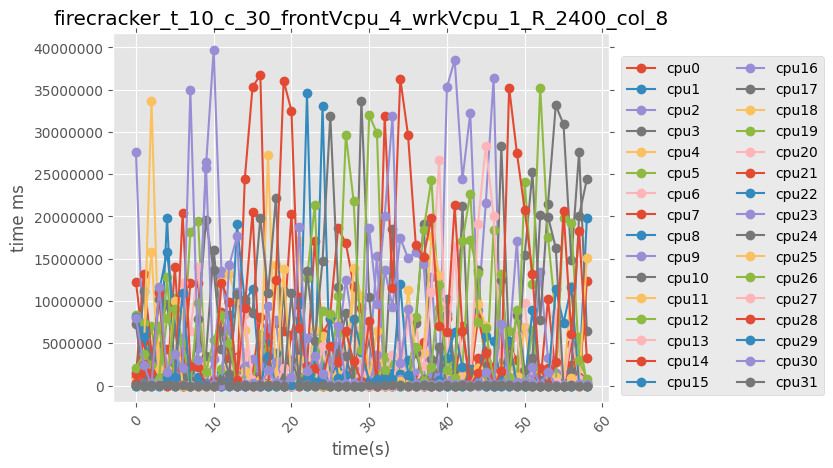 firecracker_t_10_c_30_frontVcpu_4_wrkVcpu_1_R_2400_col_8
time ms
40000000
35000000
30000000
25000000
20000000
15000000
10000000
5000000
0
0 10 20 30 40 50 60
time(s)
cpu0 cpu16
cpu1 cpu17
cpu2 cpu18
cpu3 cpu19
cpu4 cpu20
cpu5 cpu21
cpu6 cpu22
cpu7 cpu23
cpu8 cpu24
cpu9 cpu25
cpu10 cpu26
cpu11 cpu27
cpu12 cpu28
cpu13 cpu29
cpu14 cpu30
cpu15 cpu31